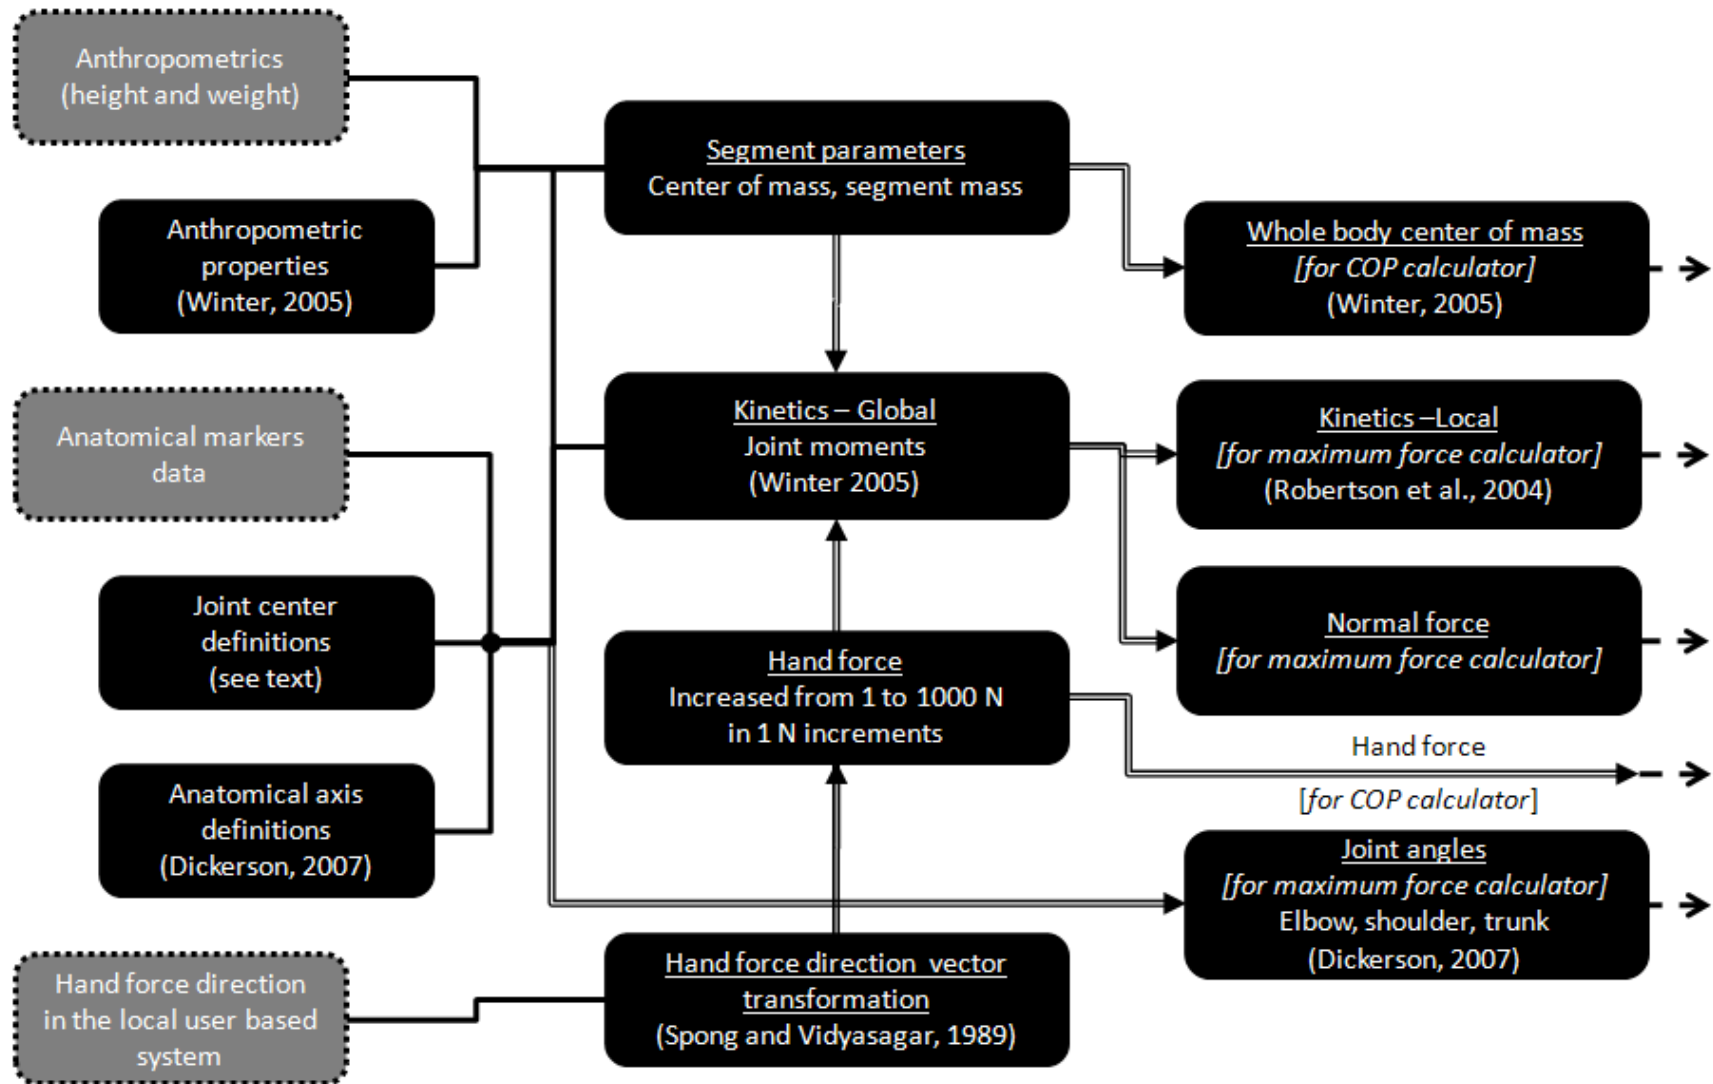 Anthropometrics
(height and weight)
Anthropometric
properties
(Winter, 2005)
Anatomical markers
data
Joint center
definitions
(see text)
Anatomical axis
definitions
(Dickerson, 2007)
Hand force direction
in the local user based
system
Segment parameters
Center of mass, segment mass
Kinetics – Global
Joint moments
(Winter 2005)
Hand force
Increased from 1 to 1000 N
in 1 N increments
Hand force direction vector
transformation
(Spong and Vidyasagar, 1989)
Whole body center of mass
[for COP calculator]
(Winter, 2005)
Kinetics –Local
[for maximum force calculator]
(Robertson et al., 2004)
Normal force
[for maximum force calculator]
Hand force
[for COP calculator]
Joint angles
[for maximum force calculator]
Elbow, shoulder, trunk
(Dickerson, 2007)